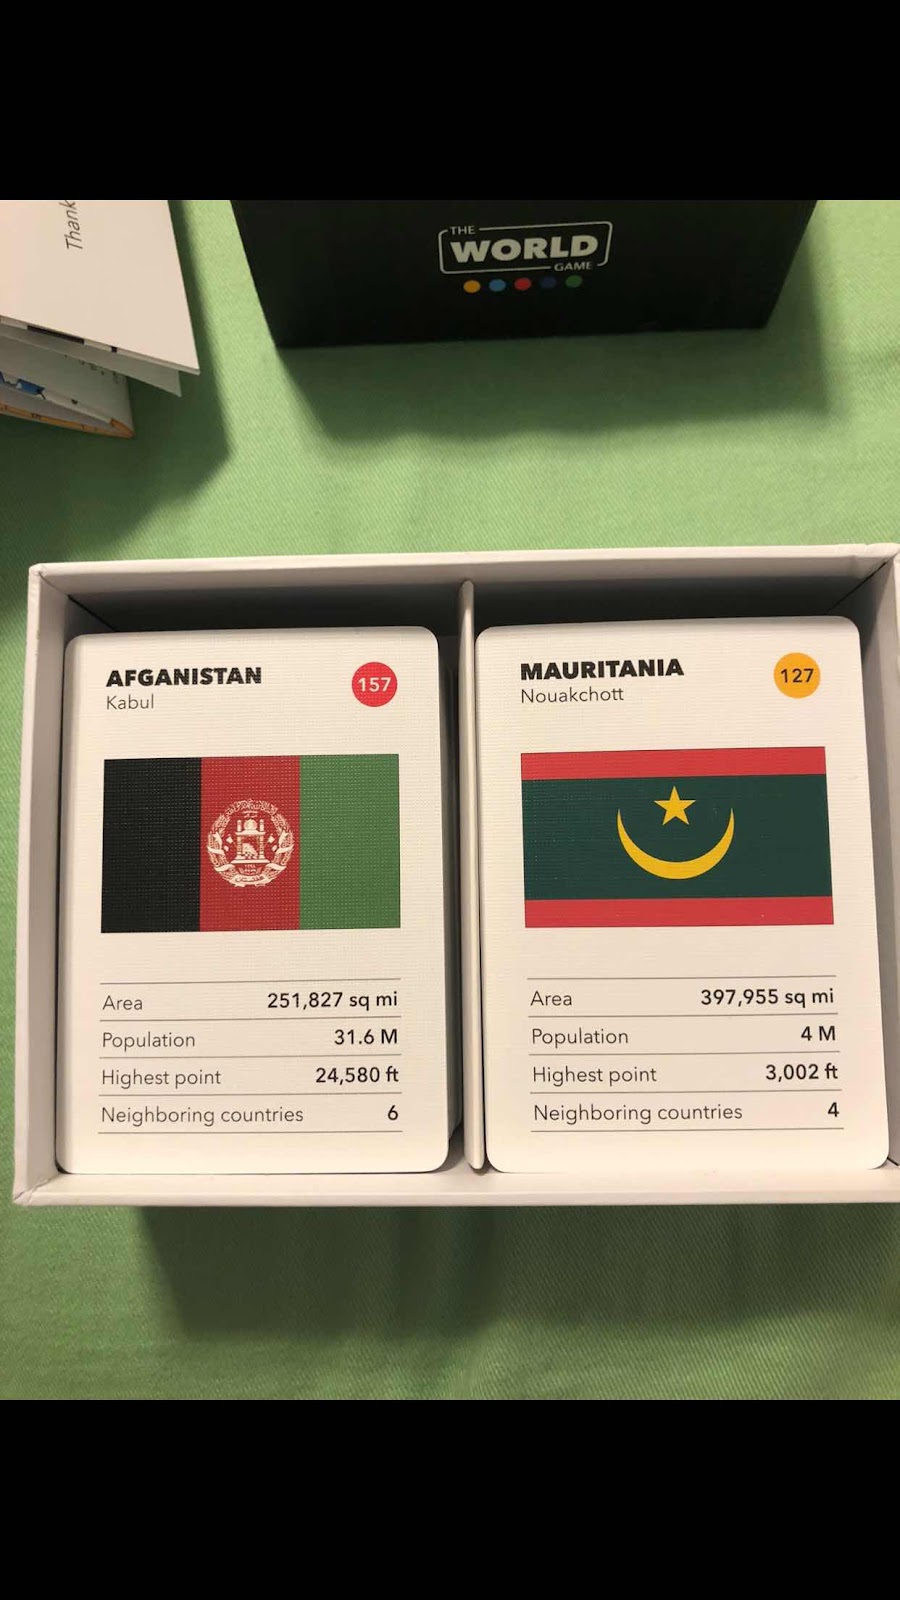 Thank
THE
WORLD
GAME
AFGANISTAN
157
Kabul
Area 251,827 sq mi
Population 31.6 M
Highest point 24,580 ft
Neighboring countries 6
MAURITANIA
127
Nouakchott
Area 397,955 sq mi
Population 4 M
Highest point 3,002 ft
Neighboring countries 4